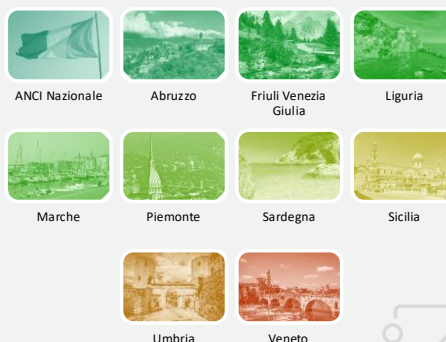 ANCI Nazionale
Abruzzo
Friuli Venezia
Giulia
Liguria
Marche
Piemonte
Sardegna
Sicilia
Umbria
Veneto